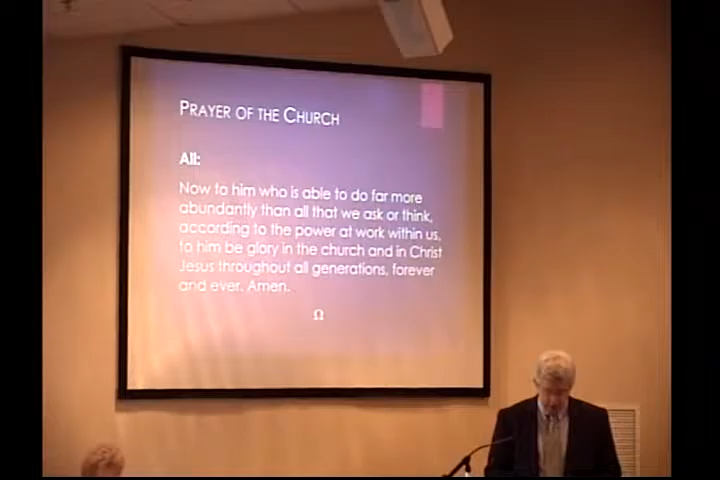 PRAYER OF THE CHURCH
All:
Now to him who is able to do far more
abundantly than all that we ask or think,
according to the power at work within us,
to him be glory in the church and in Christ
Jesus throughout all generations, forever
and ever. Amen.
Ω